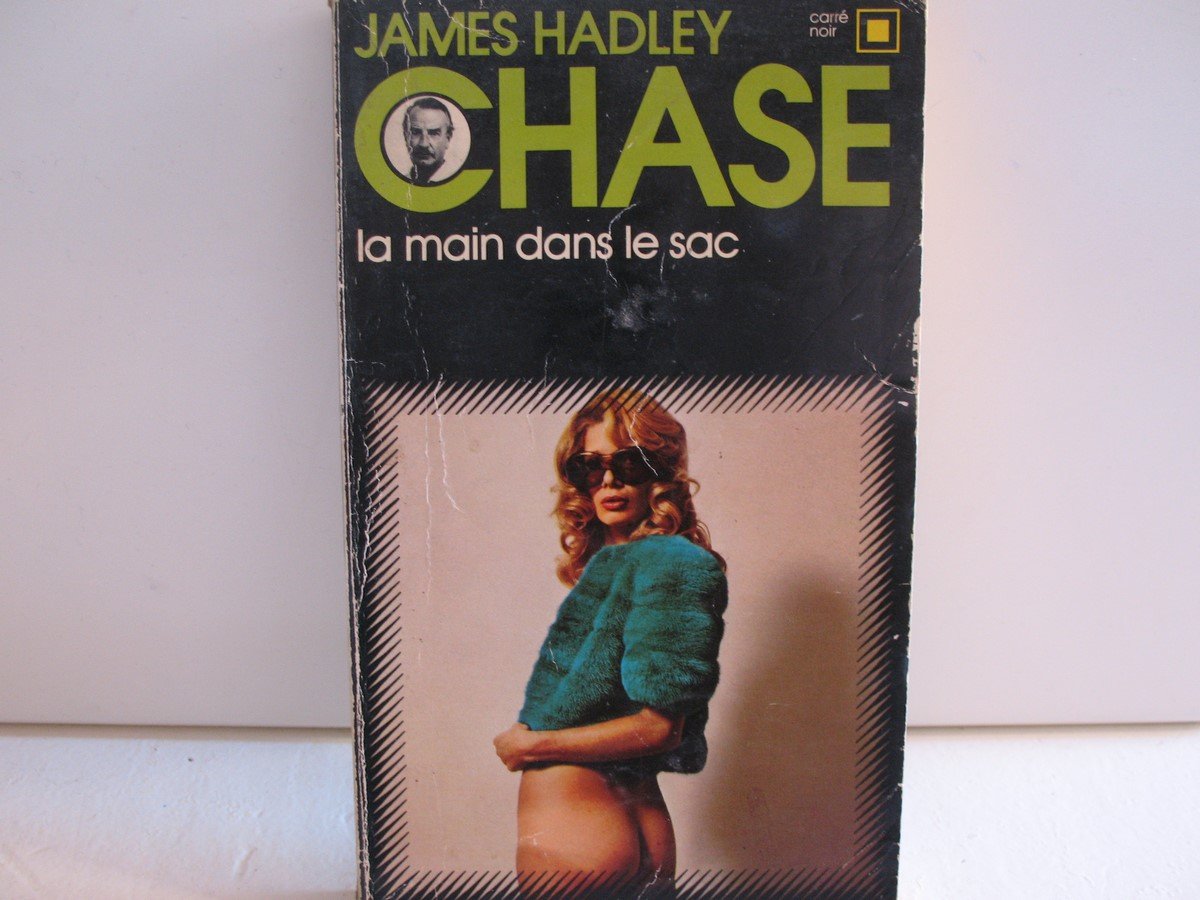 JAMES HADLEY
carré
noir
CHASE
la main dans le sac